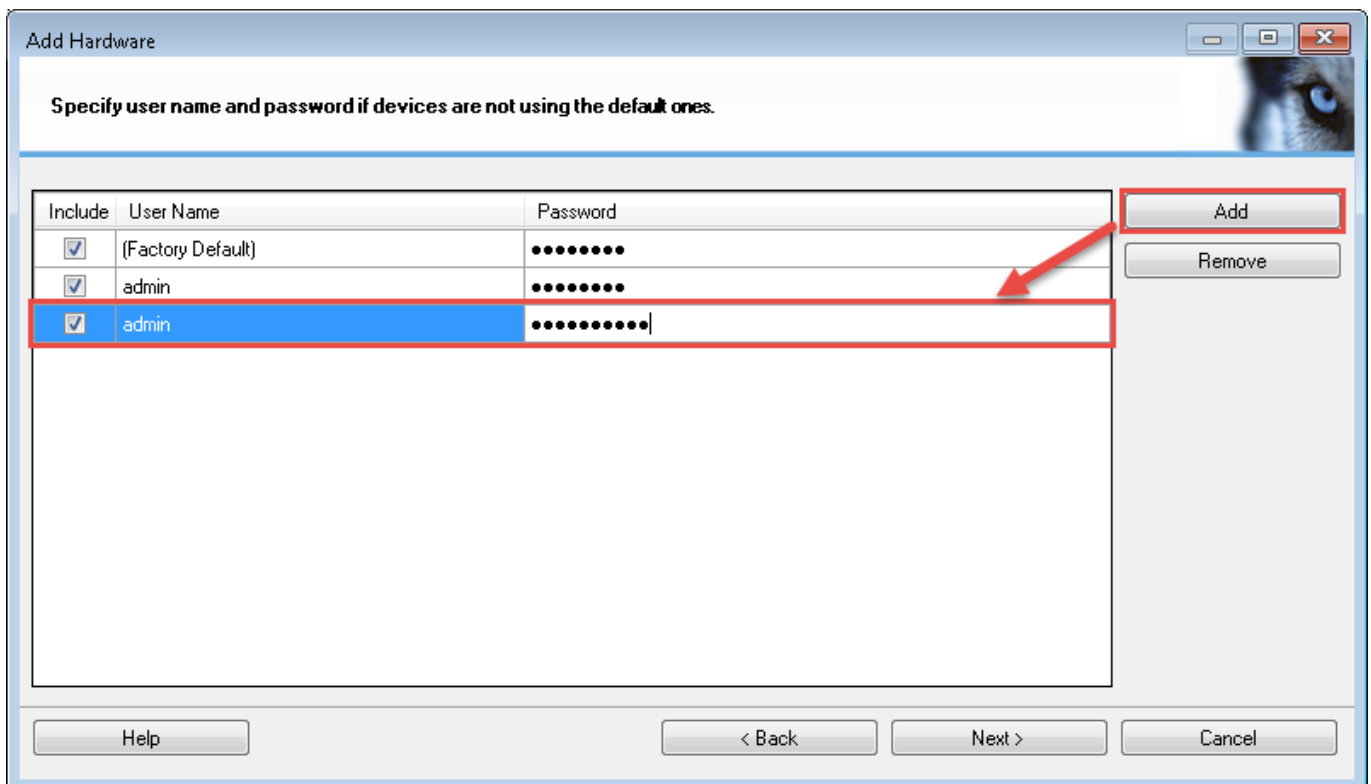 Add Hardware
Specify user name and password if devices are not using the default ones.
Include User Name Password
(Factory Default) ••••••••
admin ••••••••
admin ••••••••••
Add
Remove
Help < Back Next > Cancel